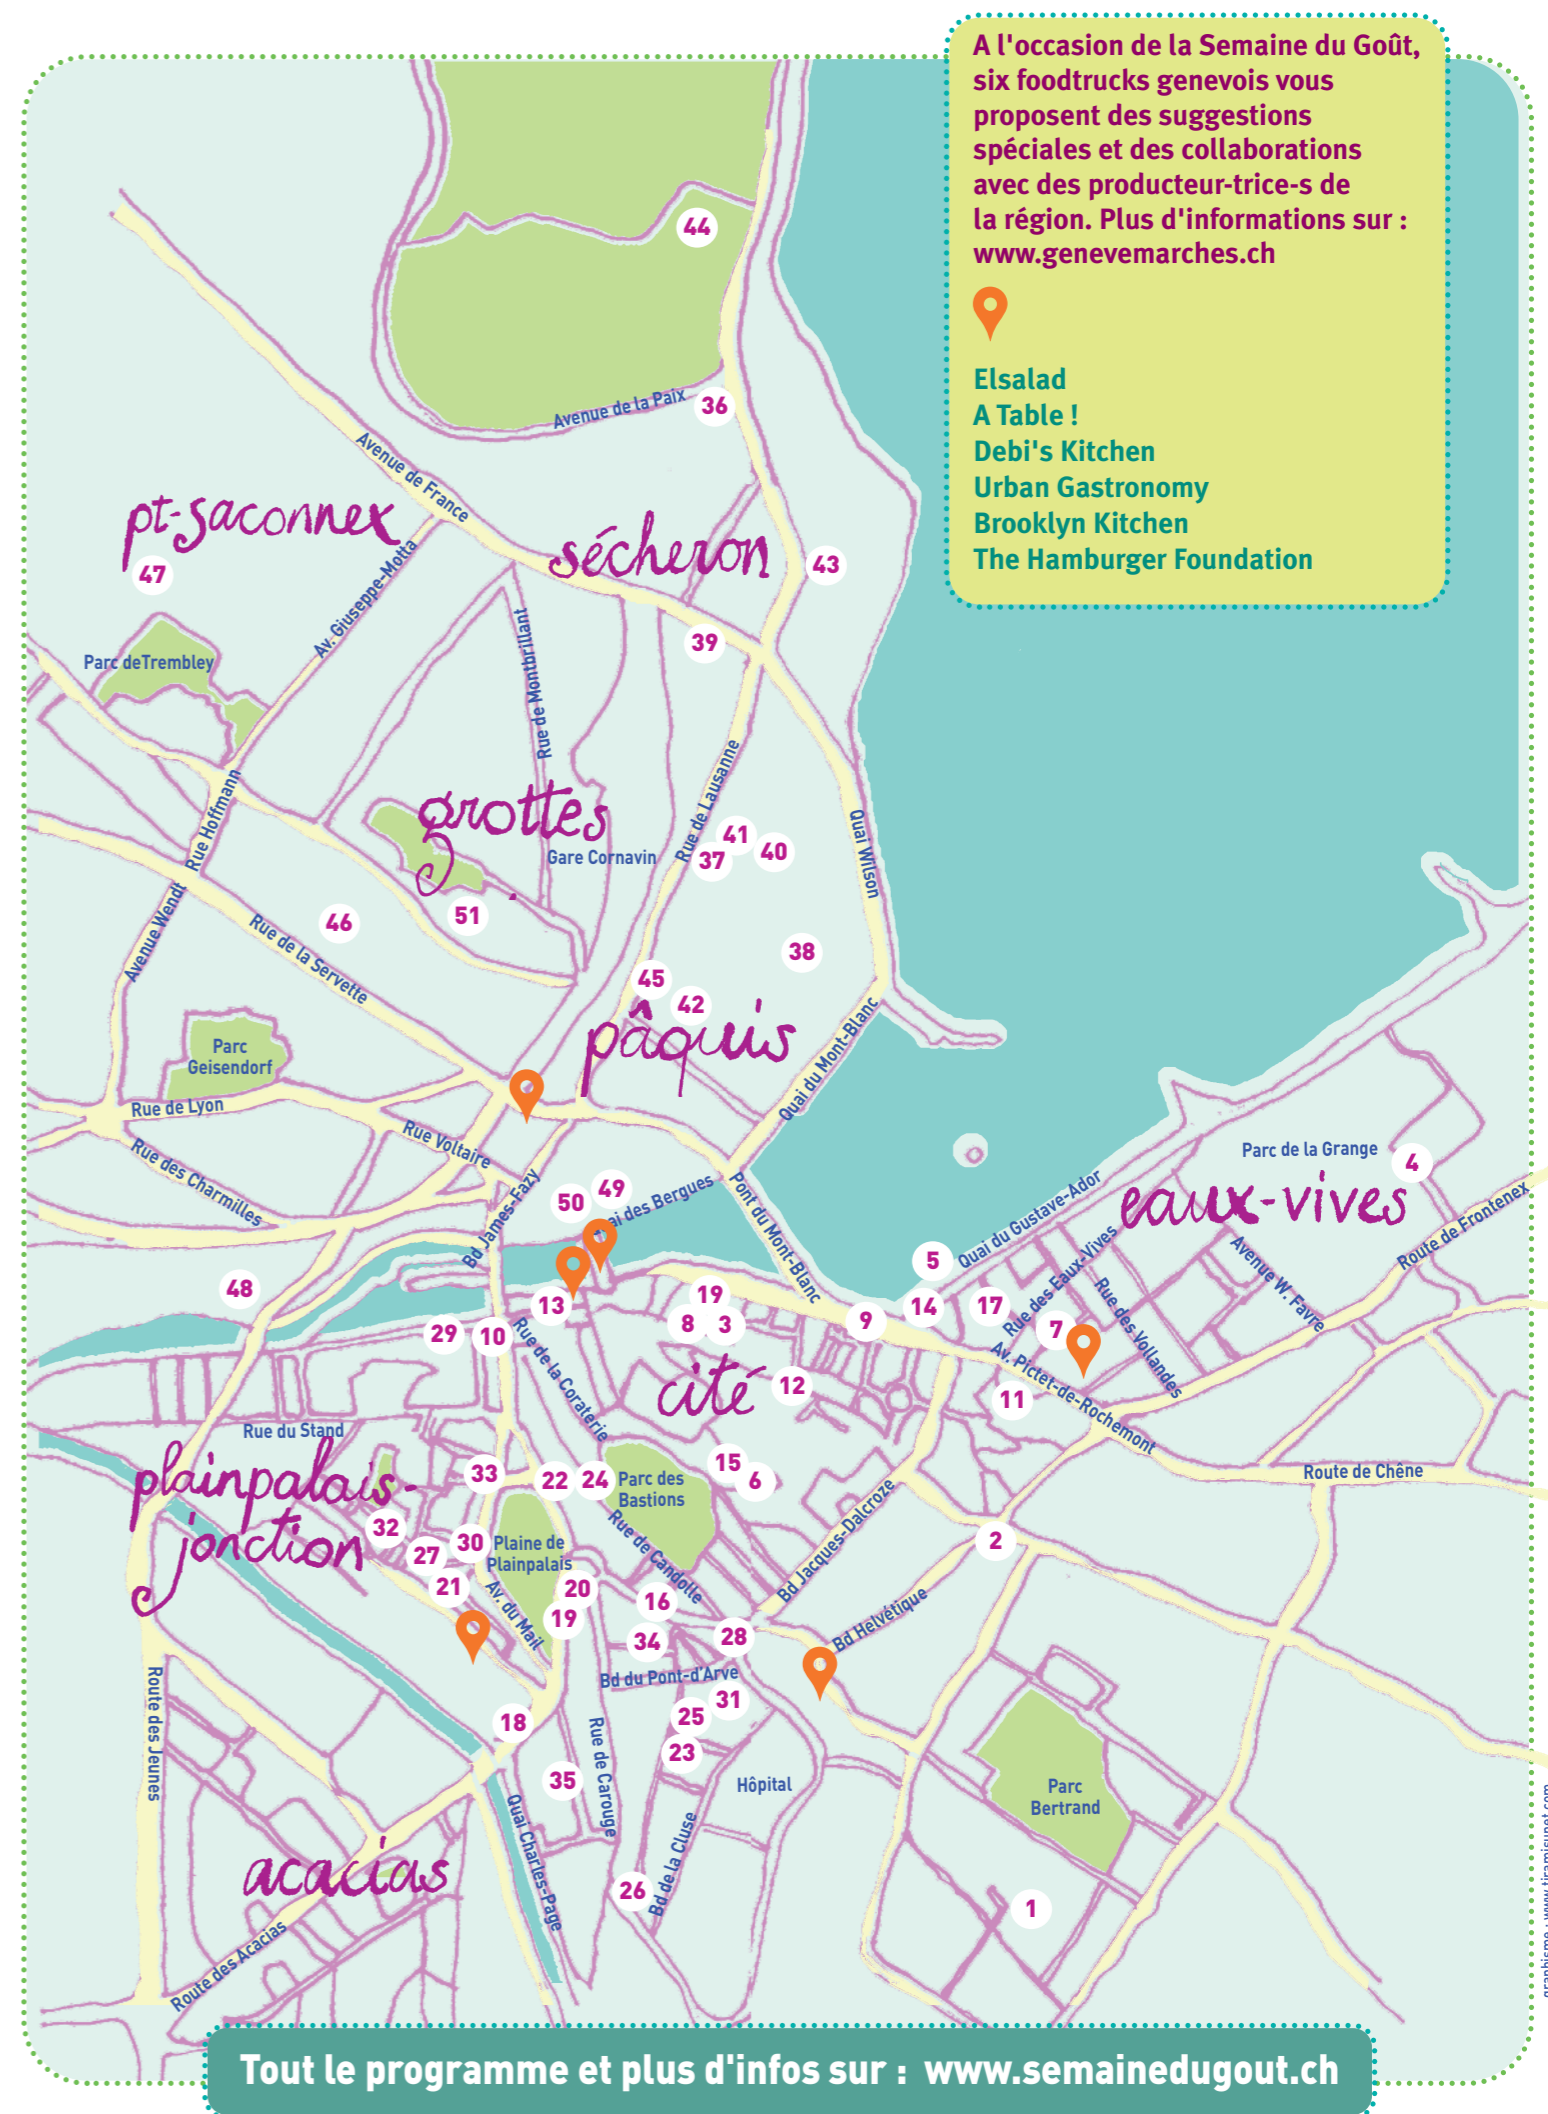 A l'occasion de la Semaine du Goût,
six foodtrucks genevois vous
proposent des suggestions
spéciales et des collaborations
avec des producteur-trice-s de
la région. Plus d'informations sur :
www.genevemarches.ch
Elsalad
A Table !
Debi's Kitchen
Urban Gastronomy
Brooklyn Kitchen
The Hamburger Foundation
44
Avenue de la Paix
36
Avenue de France
pt-saconnex
sécheron
47
Av. Giuseppe-Motta
43
Rue de Montbrillant
39
Parc deTrembley
Rue Hoffmann
grottes
Rue de Lausanne
41
40
37
Gare Cornavin
Quai Wilson
Avenue Wendt
46
51
Rue de la Servette
38
45
42
pâquis
Parc
Geisendorf
Quai du Mont-Blanc
Rue de Lyon
Rue Voltaire
Rue des Charmilles
Parc de la Grange
4
eaux-vives
Bd James-Fazy
50
49
Quai des Bergues
Pont du Mont-Blanc
Quai du Gustave-Ador
Route de Frontenex
5
Rue des Eaux-Vives
Avenue W. Favre
Rue des Vollandes
48
13
19
8
3
9
14
17
7
29
10
Rue de la Coraterie
Av. Pictet-de-Rochemont
cité
12
11
Rue du Stand
plainpalais-
jonction
33
22
24
Parc des
Bastions
15
6
Route de Chêne
32
27
30
Plaine de
Plainpalais
Rue de Candolle
Bd Jacques-Dalcroze
2
21
Av. du Mail
20
19
16
34
28
Bd Helvétique
Bd du Pont-d'Arve
Route des Jeunes
18
31
25
23
Rue de Carouge
35
Hôpital
Parc
Bertrand
Quai Charles-Page
acacias
26
Bd de la Cluse
1
Route des Acacias
graphisme : www.tiramisunet.com
Tout le programme et plus d'infos sur : www.semainedugout.ch